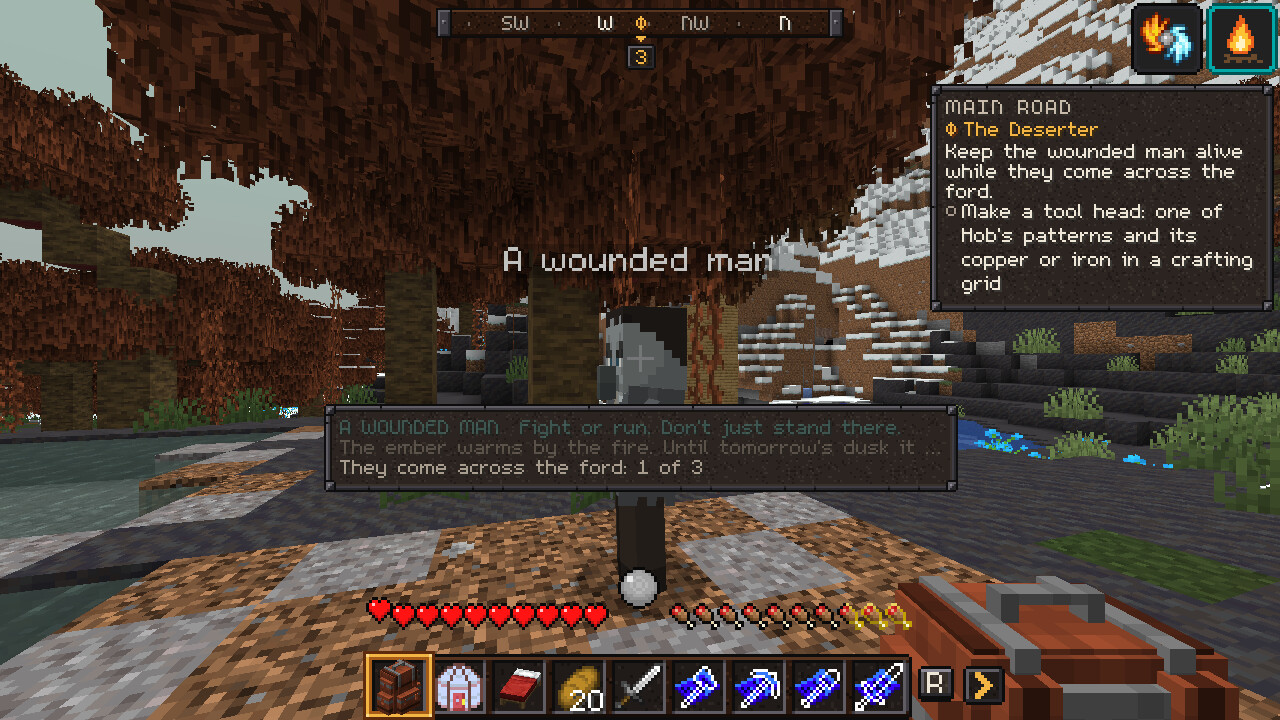 SW W NW N
3
MAIN ROAD
The Deserter
Keep the wounded man alive
while they come across the
ford.
Make a tool head: one of
Hob's patterns and its
copper or iron in a crafting
grid
A wounded man
A WOUNDED MAN Fight or run. Don't just stand there.
The ember warms by the fire. Until tomorrow's dusk it ...
They come across the ford: 1 of 3
20
R